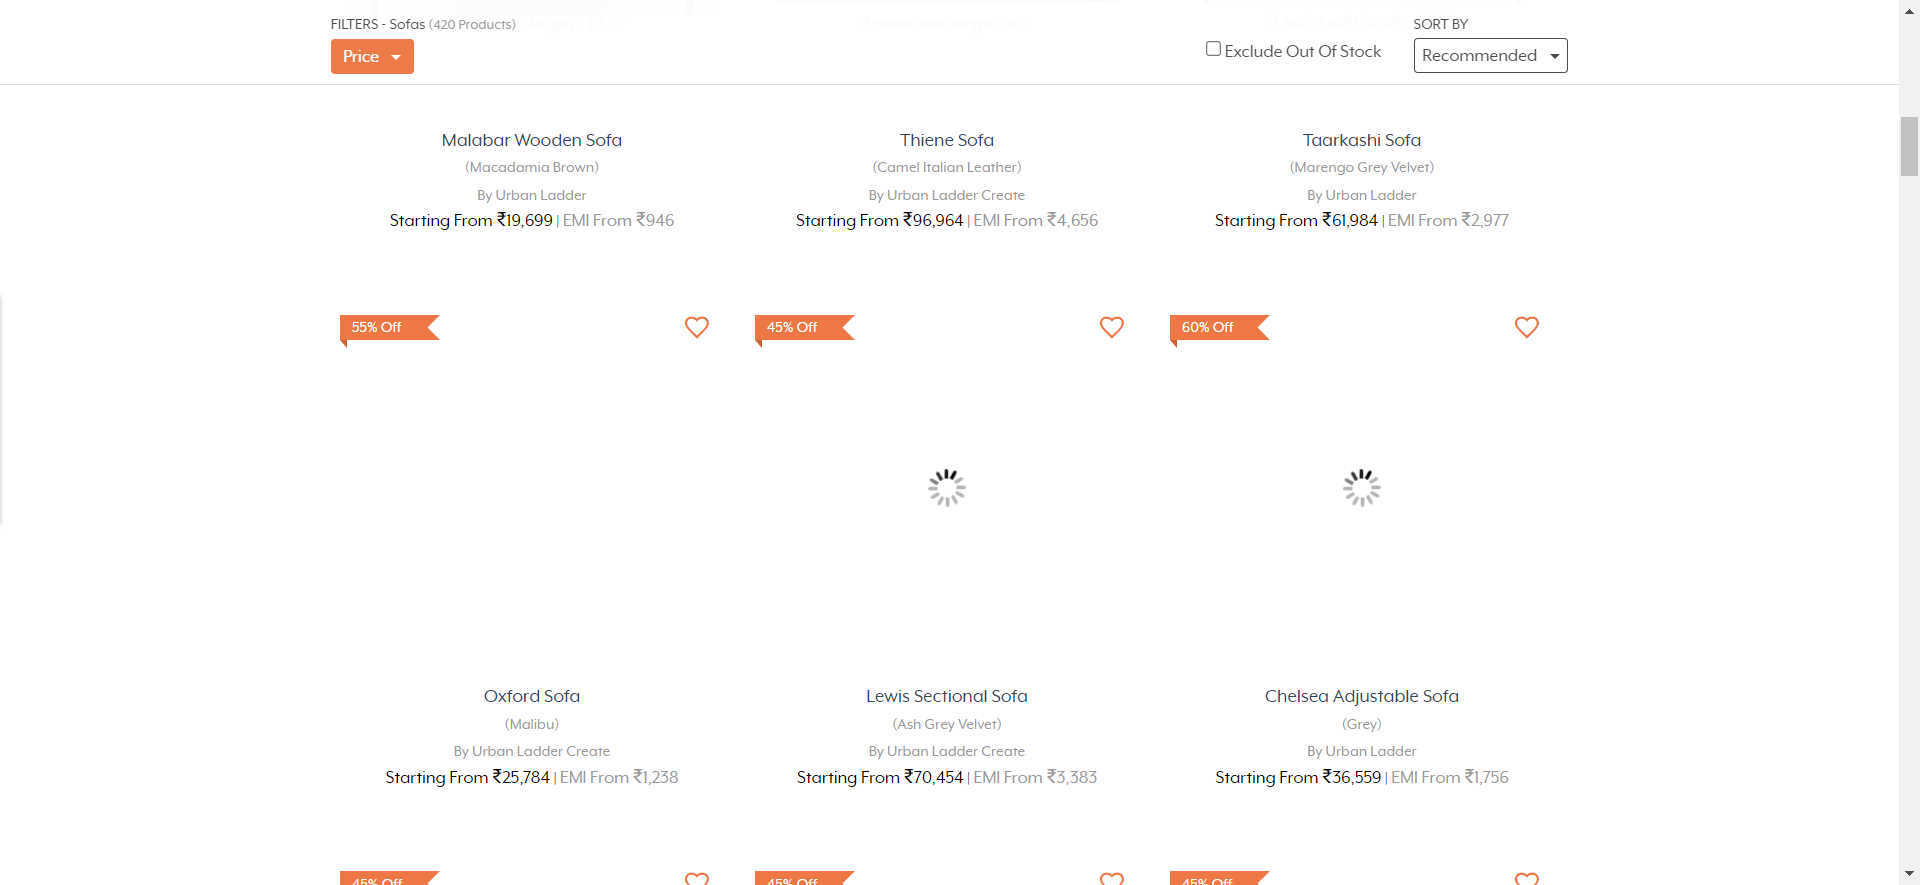 FILTERS - Sofas (420 Products)
Price
Exclude Out Of Stock
SORT BY
Recommended
Malabar Wooden Sofa
(Macadamia Brown)
By Urban Ladder
Starting From ₹19,699 | EMI From ₹946
Thiene Sofa
(Camel Italian Leather)
By Urban Ladder Create
Starting From ₹96,964 | EMI From ₹4,656
Taarkashi Sofa
(Marengo Grey Velvet)
By Urban Ladder
Starting From ₹61,984 | EMI From ₹2,977
55% Off
45% Off
60% Off
Oxford Sofa
(Malibu)
By Urban Ladder Create
Starting From ₹25,784 | EMI From ₹1,238
Lewis Sectional Sofa
(Ash Grey Velvet)
By Urban Ladder Create
Starting From ₹70,454 | EMI From ₹3,383
Chelsea Adjustable Sofa
(Grey)
By Urban Ladder
Starting From ₹36,559 | EMI From ₹1,756
45% Off
45% Off
45% Off